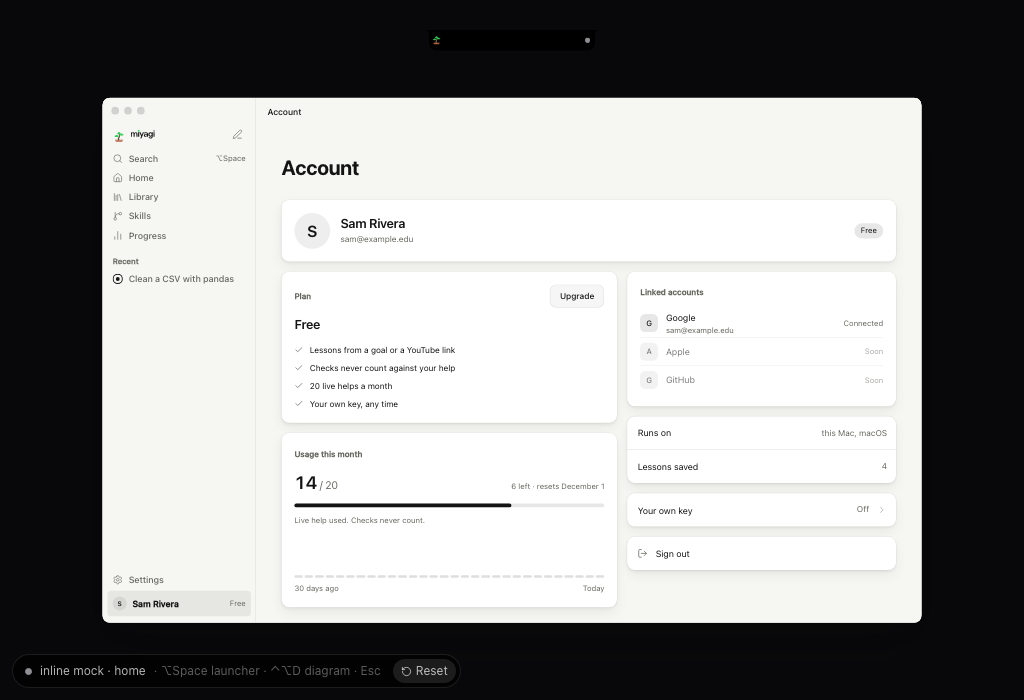 Account
miyagi
Search ⌥Space
Home
Library
Skills
Progress
Recent
Clean a CSV with pandas
Settings
S Sam Rivera Free
Account
S
Sam Rivera
sam@example.edu
Free
Plan
Upgrade
Free
Lessons from a goal or a YouTube link
Checks never count against your help
20 live helps a month
Your own key, any time
Usage this month
14 / 20
6 left · resets December 1
Live help used. Checks never count.
30 days ago Today
Linked accounts
G Google
sam@example.edu
Connected
A Apple Soon
G GitHub Soon
Runs on this Mac, macOS
Lessons saved 4
Your own key Off
Sign out
inline mock · home · ⌥Space launcher · ^⌥D diagram · Esc Reset